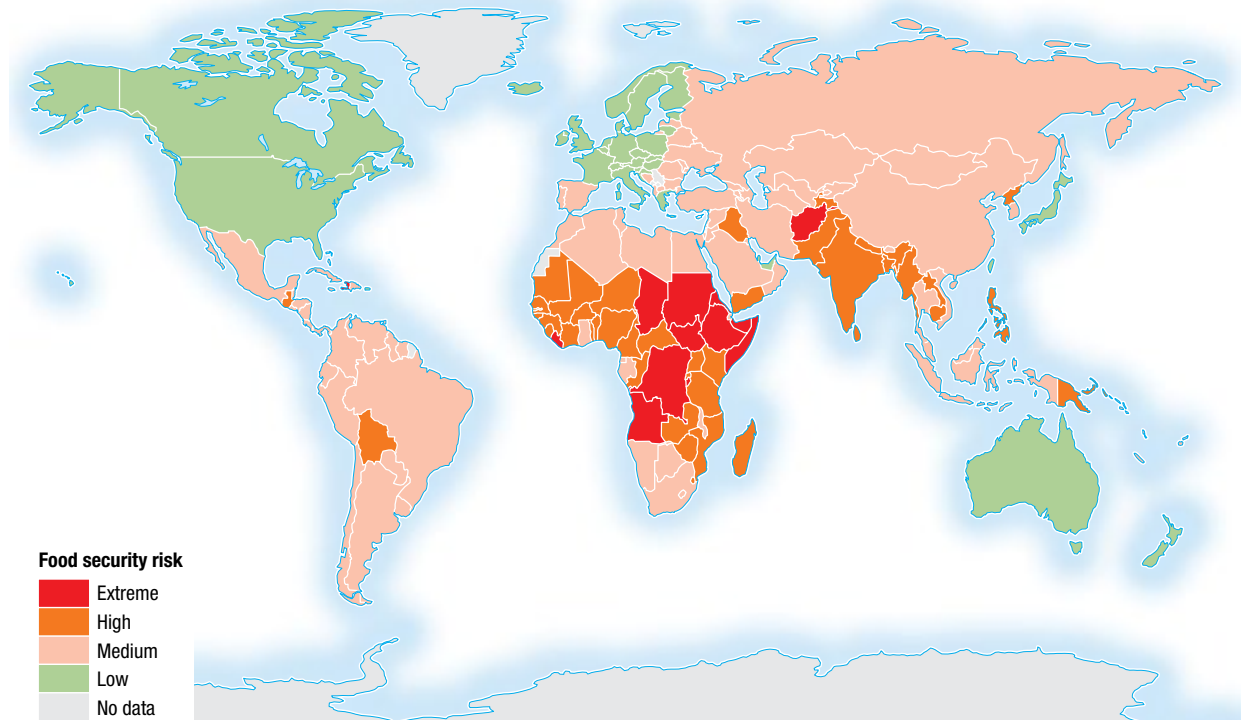 Food security risk
Extreme
High
Medium
Low
No data